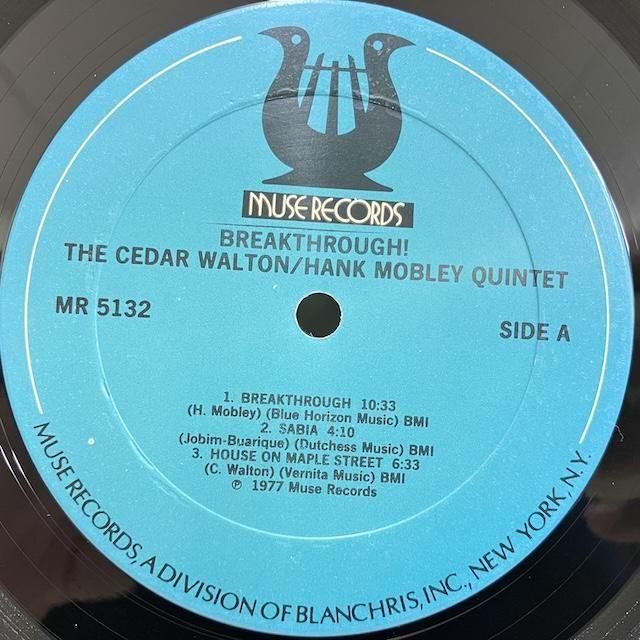 MUSE RECORDS
BREAKTHROUGH!
THE CEDAR WALTON/HANK MOBLEY QUINTET
MR 5132
SIDE A
1. BREAKTHROUGH 10:33
(H. Mobley) (Blue Horizon Music) BMI
2. SABIA 4:10
(Jobim-Buarique) (Dutchess Music) BMI
3. HOUSE ON MAPLE STREET 6:33
(C. Walton) (Vernita Music) BMI
℗ 1977 Muse Records
MUSE RECORDS, A DIVISION OF BLANCHRIS, INC., NEW YORK, N.Y.